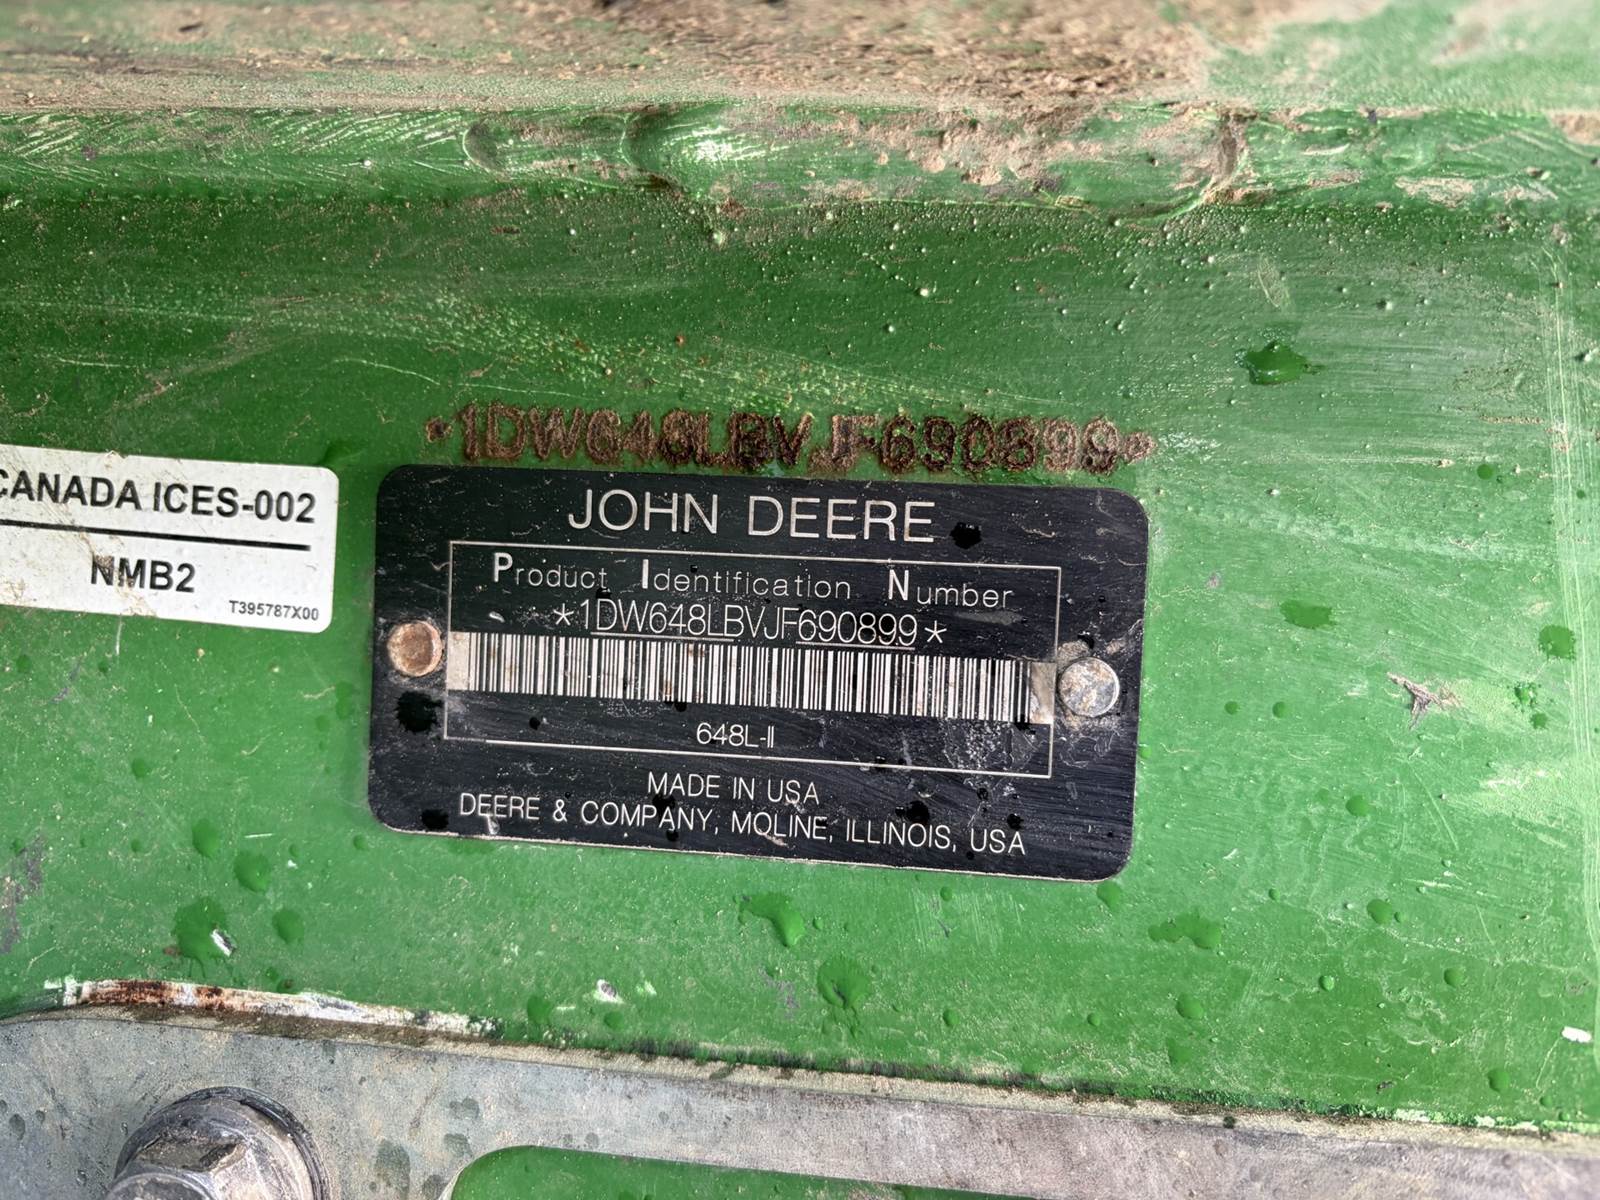 *1DW648LBVJF690899*
CANADA ICES-002
NMB2
T395787X00
JOHN DEERE
Product Identification Number
*1DW648LBVJF690899*
648L-II
MADE IN USA
DEERE & COMPANY, MOLINE, ILLINOIS, USA